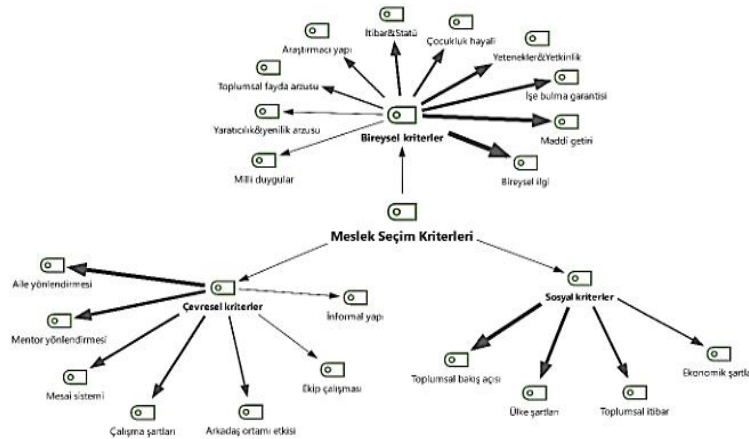 İtibar&Statü
Çocukluk hayali
Araştırmacı yapı
Yetenekler&Yetkinlik
Toplumsal fayda arzusu
İşe bulma garantisi
Yaratıcılık&yenilik arzusu
Bireysel kriterler
Maddi getiri
Milli duygular
Bireysel ilgi
Meslek Seçim Kriterleri
Aile yönlendirmesi
Çevresel kriterler
İnformal yapı
Sosyal kriterler
Mentor yönlendirmesi
Mesai sistemi
Ekip çalışması
Toplumsal bakış açısı
Ekonomik şartla
Çalışma şartları
Arkadaş ortamı etkisi
Ülke şartları
Toplumsal itibar